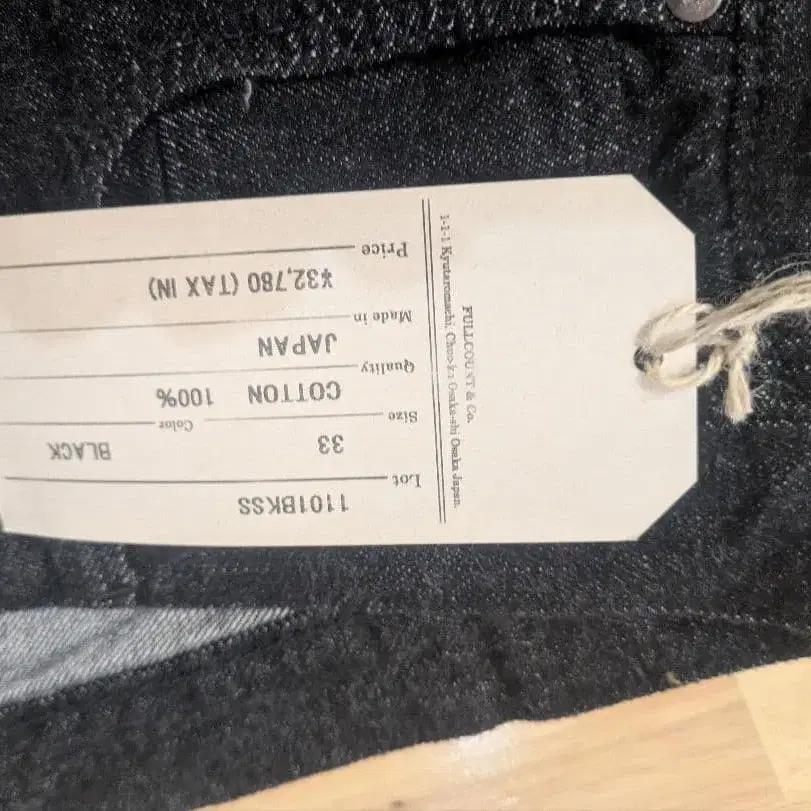 FULLCOUNT & Co.
1-1-1 Kyutaromachi, Chuo-ku Osaka-shi Osaka Japan.
Lot 1101BKSS
Size 33 Color BLACK
Quality COTTON 100%
Made in JAPAN
Price ¥32,780 (TAX IN)